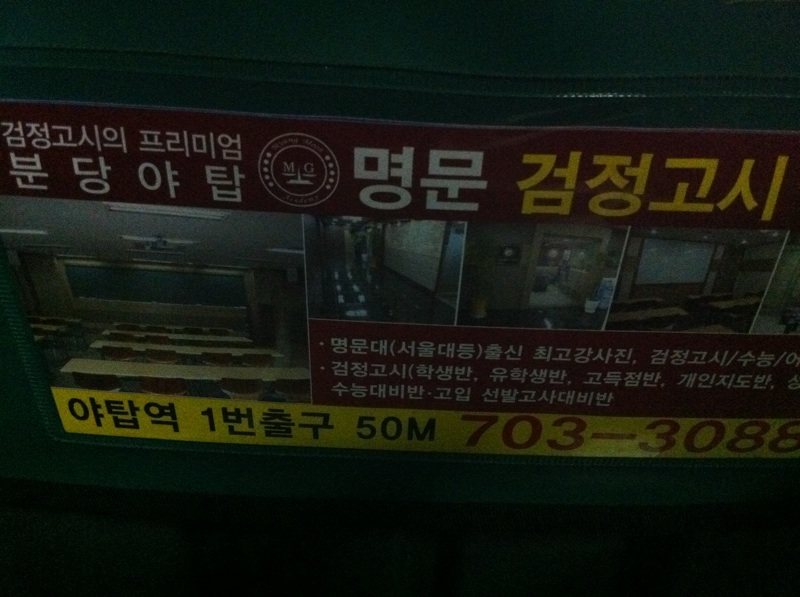 검정고시의 프리미엄
분당야탑
M G
Academy
명문 검정고시
· 명문대(서울대등)출신 최고강사진, 검정고시/수능/
· 검정고시(학생반, 유학생반, 고득점반, 개인지도반,
수능대비반·고입 선발고사대비반
야탑역 1번출구 50M 703-3088